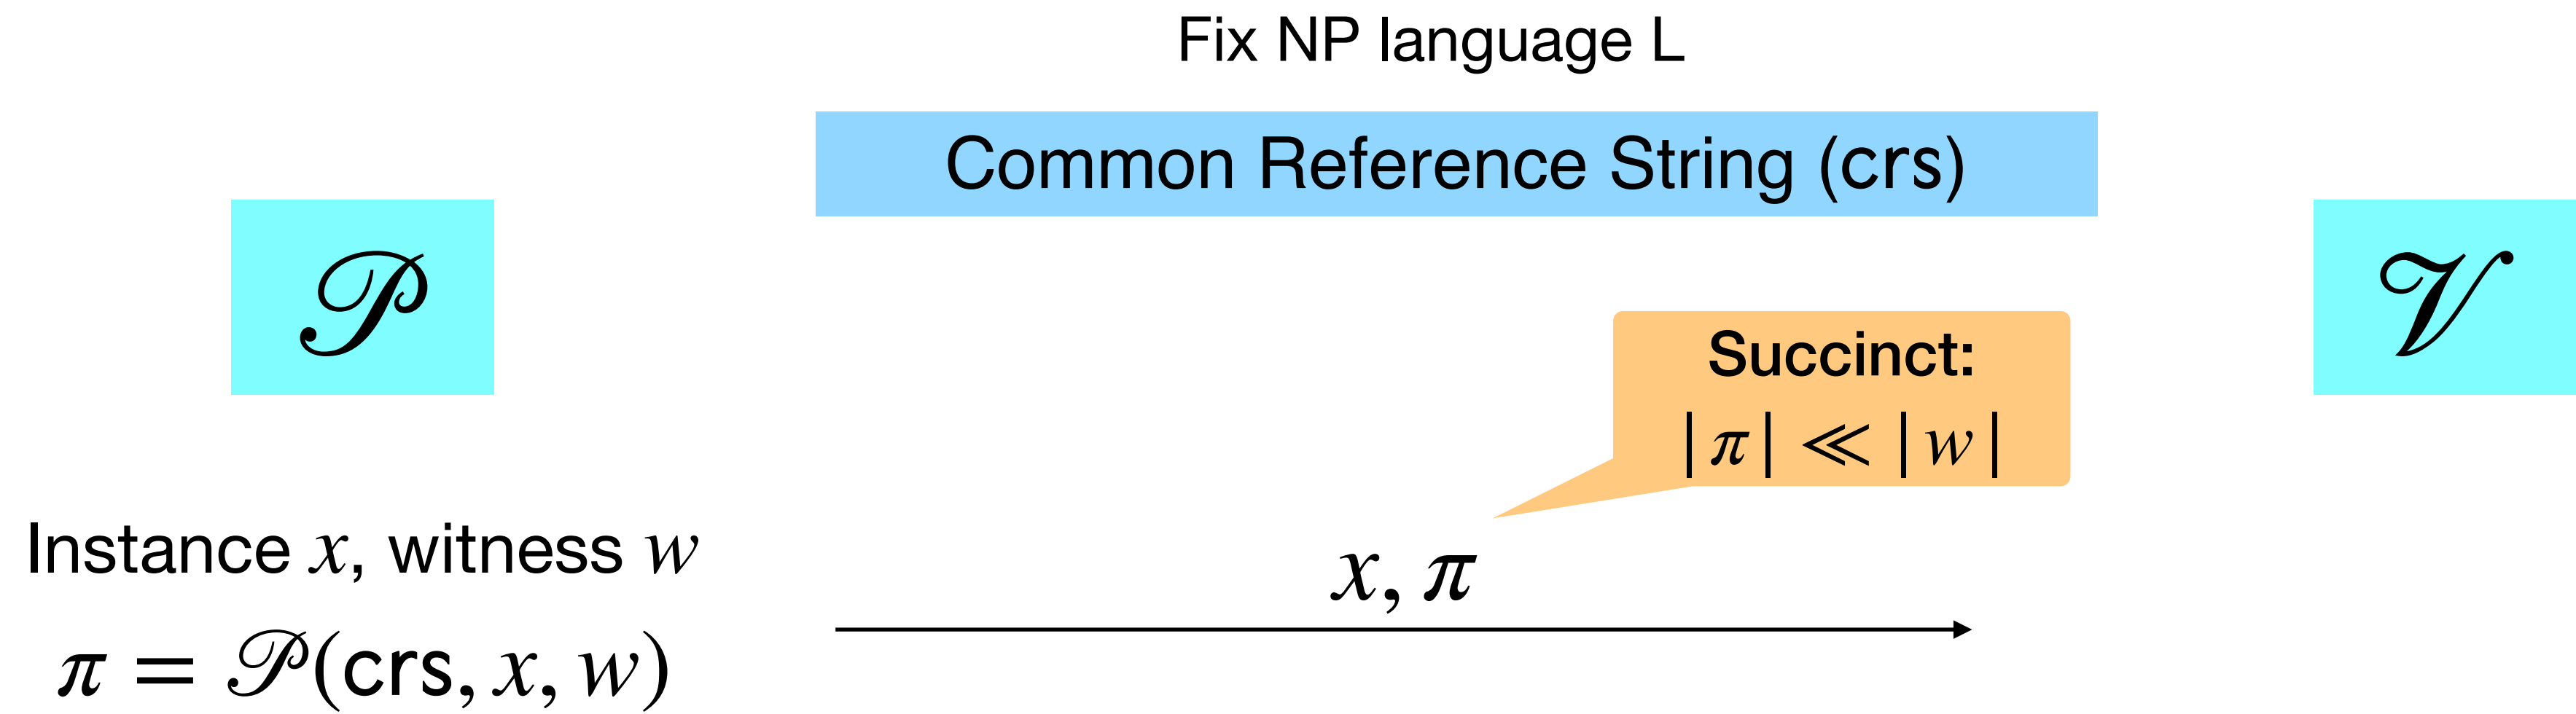 Fix NP language L
Common Reference String (crs)
𝒫
𝒱
Succinct:
|π| ≪ |w|
Instance x, witness w
x, π
π = 𝒫(crs, x, w)